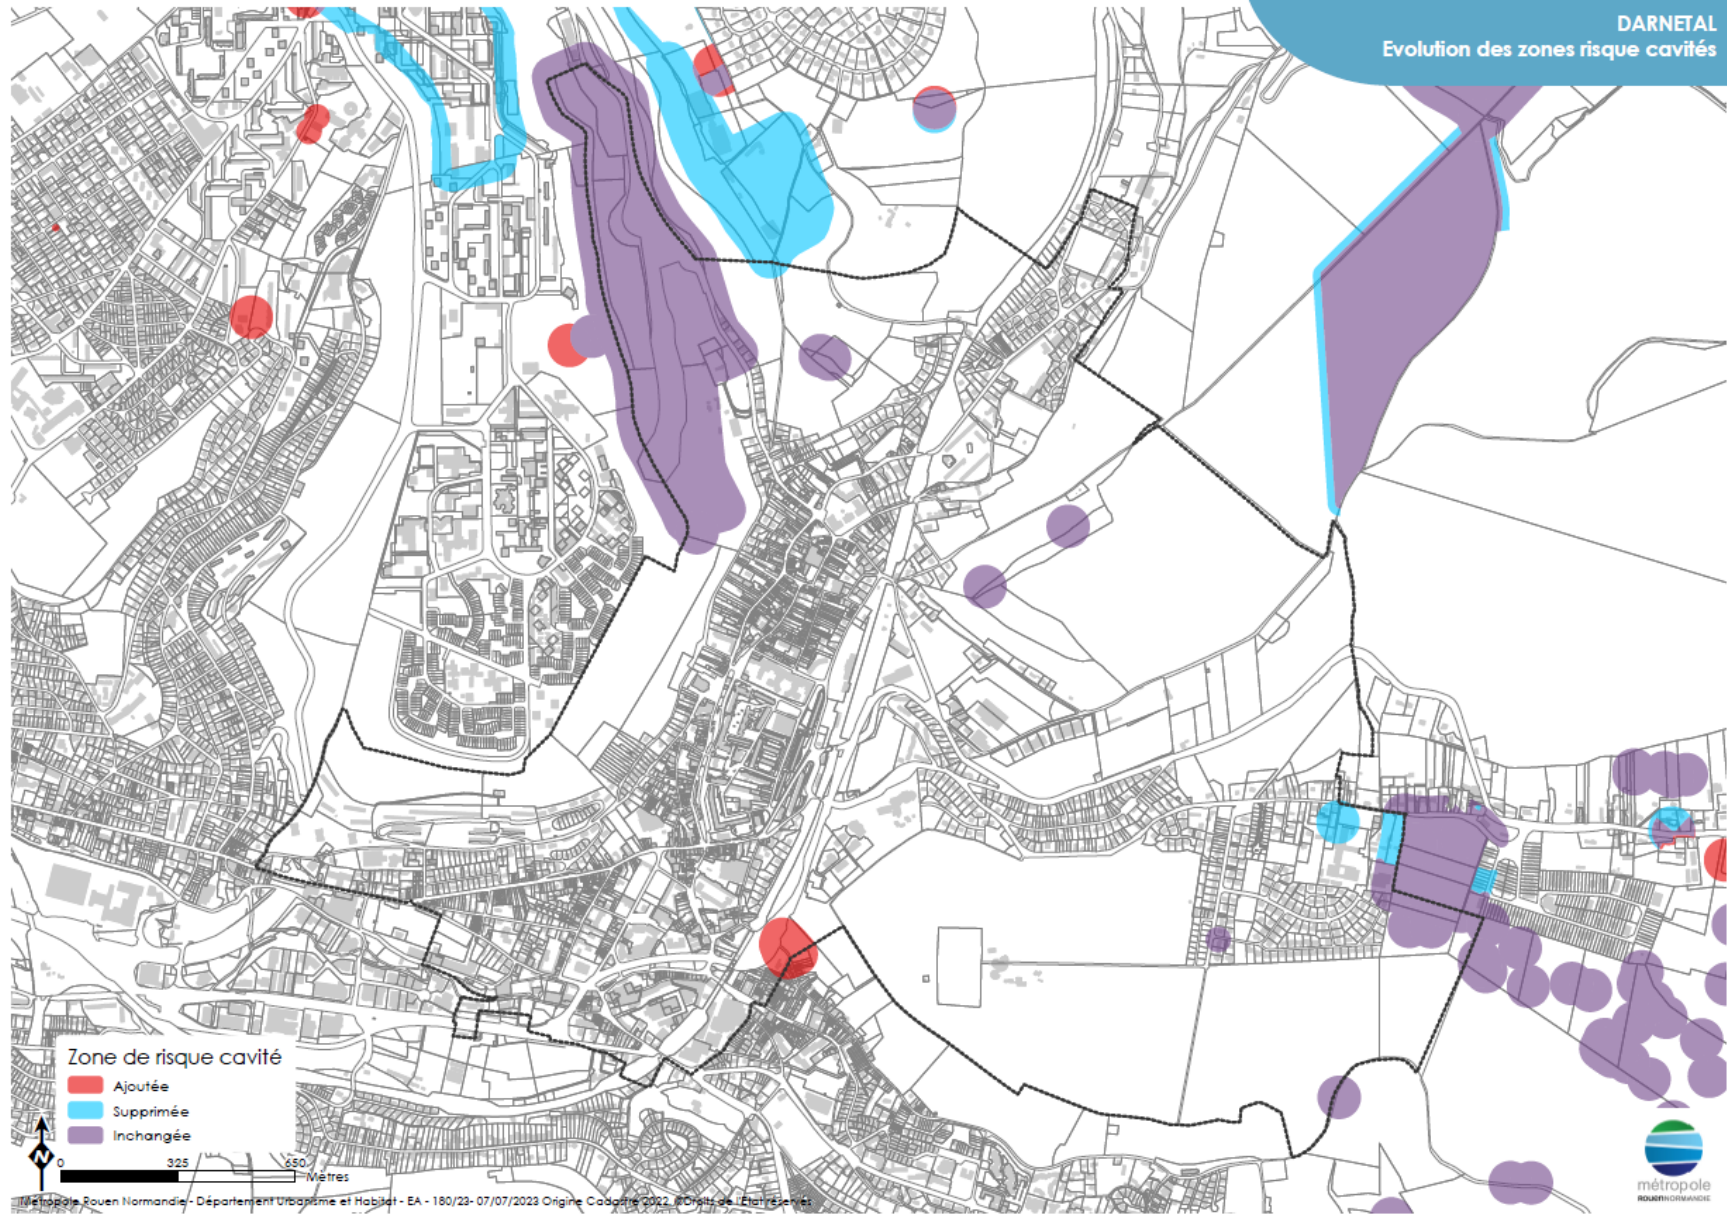 DARNETAL
Evolution des zones risque cavités
Zone de risque cavité
Ajoutée
Supprimée
Inchangée
N
0 325 650
Mètres
Métropole Rouen Normandie - Département Urbanisme et Habitat - EA - 180/23- 07/07/2023 Origine Cadastre 2022 ©Droits de l'Etat réservés
métropole
ROUENNORMANDIE